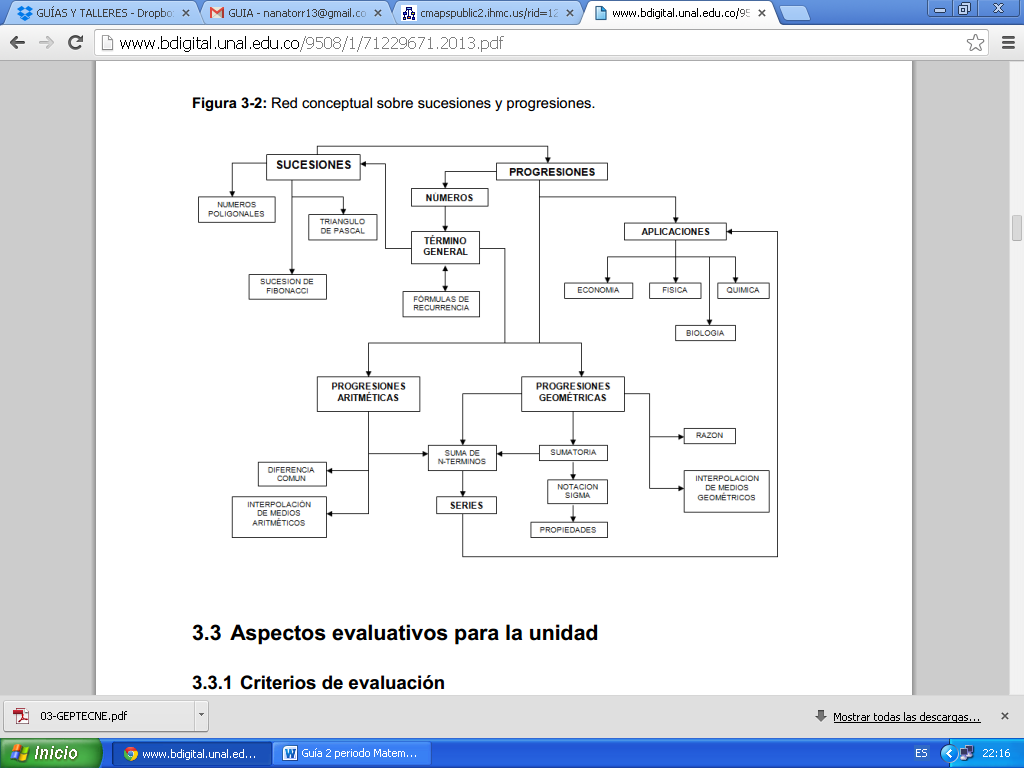 GUÍAS Y TALLERES - Dropbo
GUIA - nanatorr13@gmail.co
cmapspublic2.ihmc.us/rid=12
www.bdigital.unal.edu.co/95
www.bdigital.unal.edu.co/9508/1/71229671.2013.pdf
Figura 3-2: Red conceptual sobre sucesiones y progresiones.
SUCESIONES
PROGRESIONES
NUMEROS
POLIGONALES
TRIANGULO
DE PASCAL
SUCESION DE
FIBONACCI
NÚMEROS
TÉRMINO
GENERAL
FÓRMULAS DE
RECURRENCIA
APLICACIONES
ECONOMIA
FISICA
QUIMICA
BIOLOGIA
PROGRESIONES
ARITMÉTICAS
PROGRESIONES
GEOMÉTRICAS
DIFERENCIA
COMUN
INTERPOLACIÓN
DE MEDIOS
ARITMÉTICOS
SUMA DE
N-TERMINOS
SERIES
SUMATORIA
NOTACION
SIGMA
PROPIEDADES
RAZON
INTERPOLACION
DE MEDIOS
GEOMÉTRICOS
3.3 Aspectos evaluativos para la unidad
3.3.1 Criterios de evaluación
03-GEPTECNE.pdf
Mostrar todas las descargas...
Inicio
www.bdigital.unal.ed...
Guía 2 periodo Matem...
ES
22:16